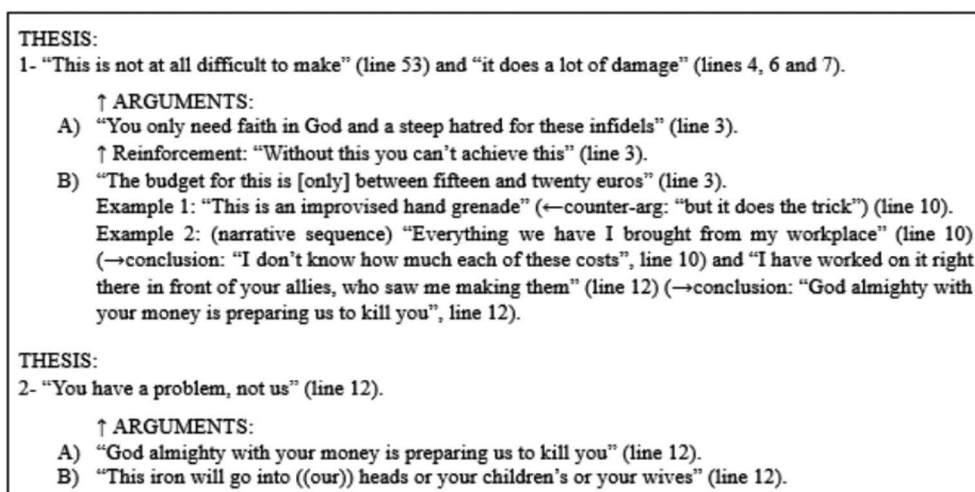 THESIS:
1- “This is not at all difficult to make” (line 53) and “it does a lot of damage” (lines 4, 6 and 7).
↑ ARGUMENTS:
A) “You only need faith in God and a steep hatred for these infidels” (line 3).
↑ Reinforcement: “Without this you can’t achieve this” (line 3).
B) “The budget for this is [only] between fifteen and twenty euros” (line 3).
Example 1: “This is an improvised hand grenade” (←counter-arg: “but it does the trick”) (line 10).
Example 2: (narrative sequence) “Everything we have I brought from my workplace” (line 10)
(→conclusion: “I don’t know how much each of these costs”, line 10) and “I have worked on it right
there in front of your allies, who saw me making them” (line 12) (→conclusion: “God almighty with
your money is preparing us to kill you”, line 12).
THESIS:
2- “You have a problem, not us” (line 12).
↑ ARGUMENTS:
A) “God almighty with your money is preparing us to kill you” (line 12).
B) “This iron will go into ((our)) heads or your children’s or your wives” (line 12).